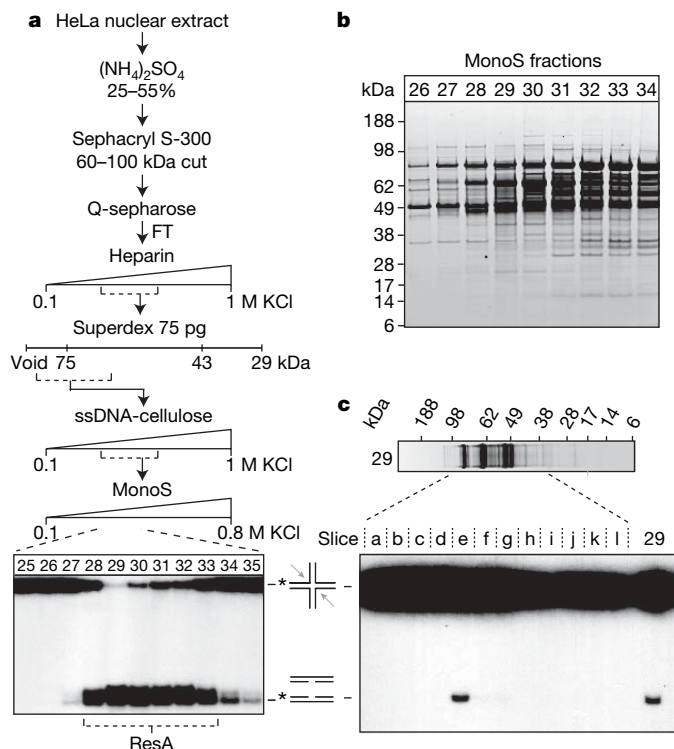 a
HeLa nuclear extract
(NH4)2SO4
25–55%
Sephacryl S-300
60–100 kDa cut
Q-sepharose
FT
Heparin
0.1 1 M KCl
Superdex 75 pg
Void 75 43 29 kDa
ssDNA-cellulose
0.1 1 M KCl
MonoS
0.1 0.8 M KCl
25 26 27 28 29 30 31 32 33 34 35
*
*
ResA
b
MonoS fractions
kDa 26 27 28 29 30 31 32 33 34
188
98
62
49
38
28
17
14
6
c
kDa 188 98 62 49 38 28 17 14 6
29
Slice a b c d e f g h i j k l 29